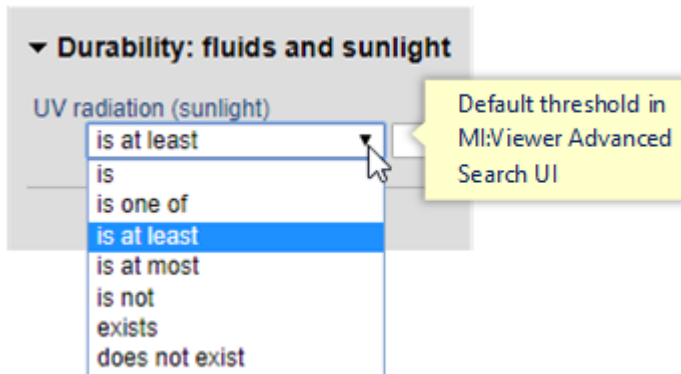 Durability: fluids and sunlight
UV radiation (sunlight)
is at least
is
is one of
is at least
is at most
is not
exists
does not exist
Default threshold in
MI:Viewer Advanced
Search UI